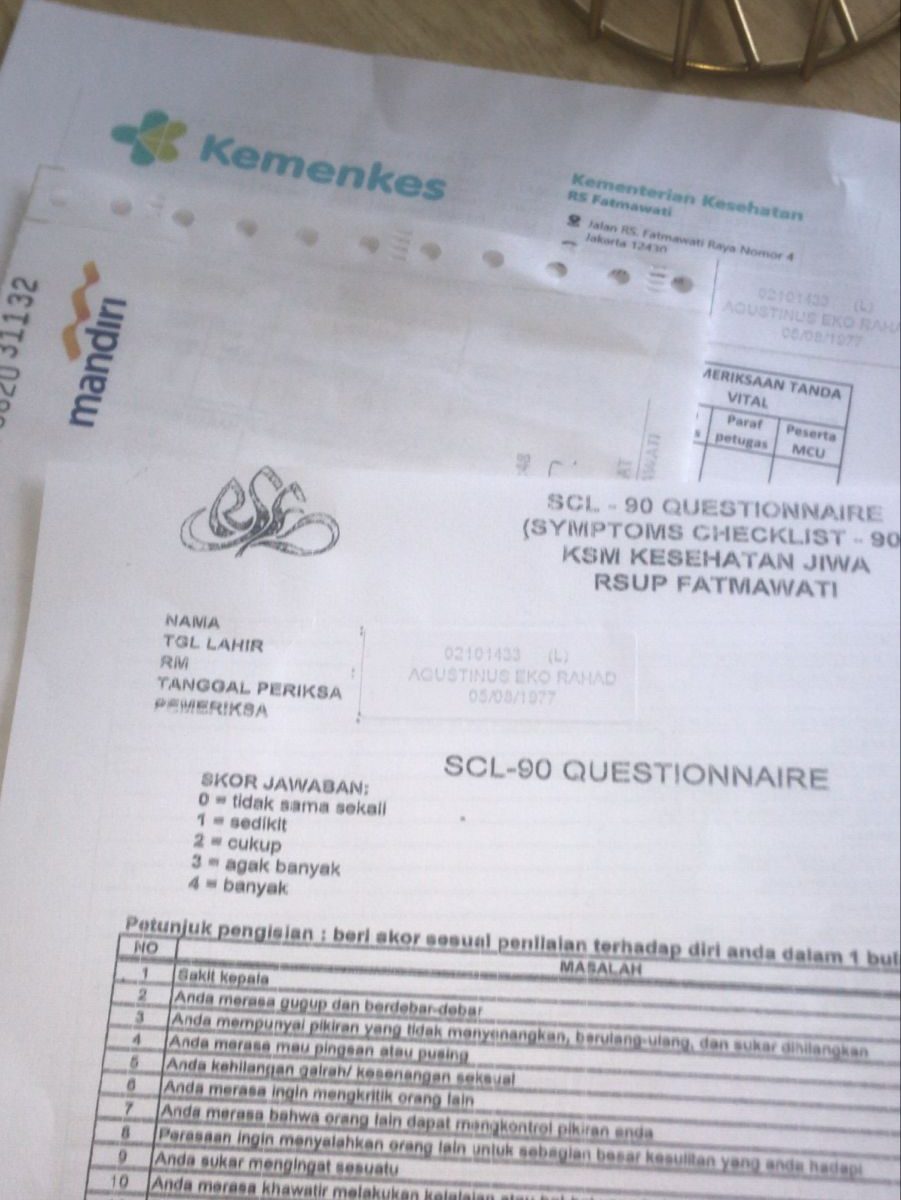 Kemenkes
Kementerian Kesehatan
RS Fatmawati
Jalan RS. Fatmawati Raya Nomor 4
Jakarta 12430
02101433 (L)
AGUSTINUS EKO RAHA
05/08/1977
mandiri
31132
MERIKSAAN TANDA
VITAL
Paraf
petugas
Peserta
MCU
:48
AT
WATI
SCL - 90 QUESTIONNAIRE
(SYMPTOMS CHECKLIST - 90
KSM KESEHATAN JIWA
RSUP FATMAWATI
NAMA
TGL LAHIR
RM
TANGGAL PERIKSA
PEMERIKSA
02101433 (L)
AGUSTINUS EKO RAHAD
05/08/1977
SCL-90 QUESTIONNAIRE
SKOR JAWABAN:
0 = tidak sama sekali
1 = sedikit
2 = cukup
3 = agak banyak
4 = banyak
Petunjuk pengisian : beri skor sesuai penilaian terhadap diri anda dalam 1 bul
NO MASALAH
1 Sakit kepala
2 Anda merasa gugup dan berdebar-debar
3 Anda mempunyai pikiran yang tidak menyenangkan, berulang-ulang, dan sukar dihilangkan
4 Anda merasa mau pingsan atau pusing
5 Anda kehilangan gairah/ kesenangan seksual
6 Anda merasa ingin mengkritik orang lain
7 Anda merasa bahwa orang lain dapat mengkontrol pikiran anda
8 Perasaan ingin menyalahkan orang lain untuk sebagian besar kesulitan yang anda hadapi
9 Anda sukar mengingat sesuatu
10 Anda merasa khawatir melakukan